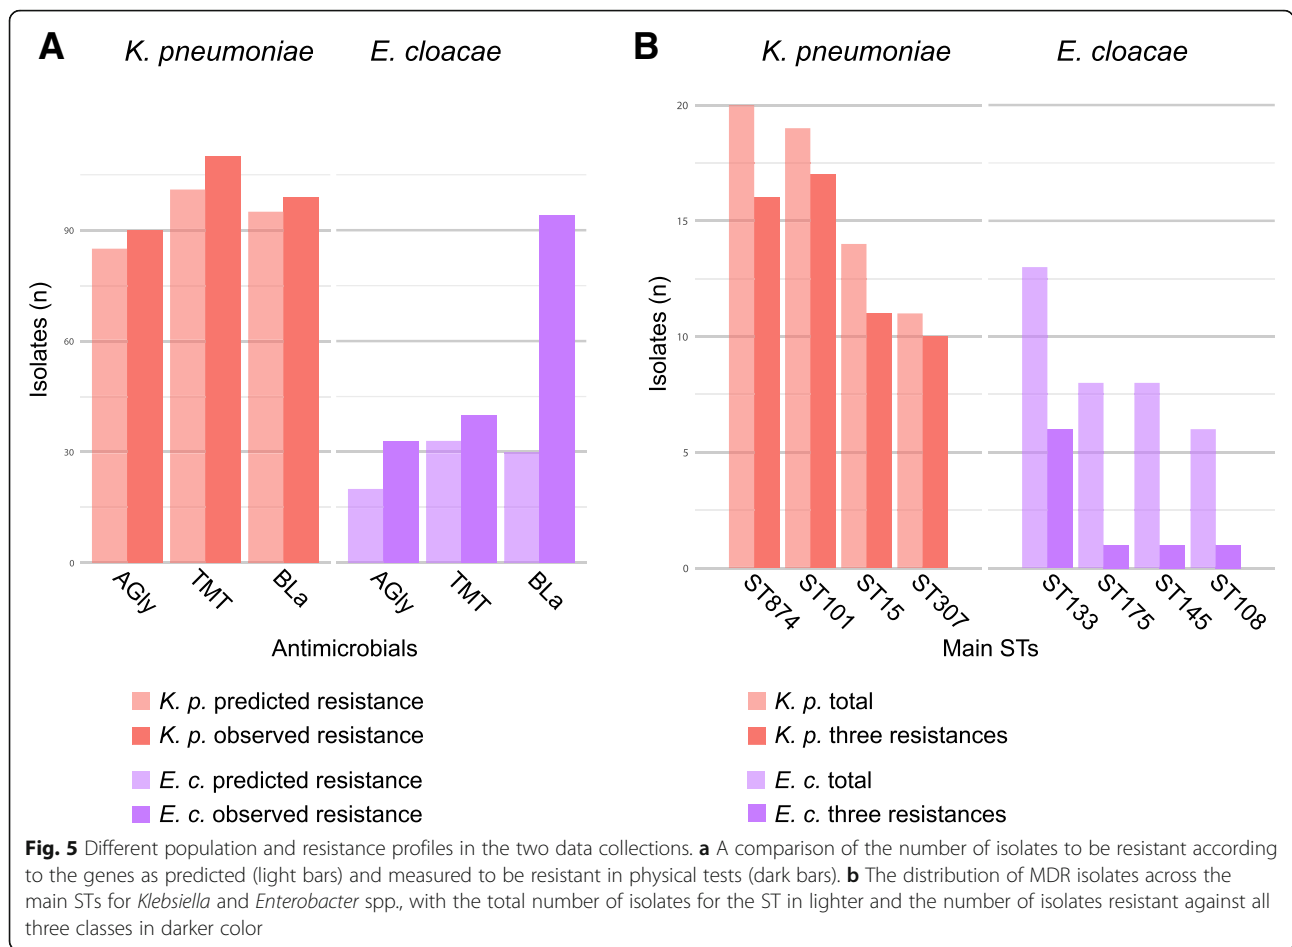 A
K. pneumoniae
E. cloacae
Isolates (n)
90
60
30
0
AGly
TMT
BLa
AGly
TMT
BLa
Antimicrobials
K. p. predicted resistance
K. p. observed resistance
E. c. predicted resistance
E. c. observed resistance
B
K. pneumoniae
E. cloacae
Isolates (n)
20
15
10
5
0
ST874
ST101
ST15
ST307
ST133
ST175
ST145
ST108
Main STs
K. p. total
K. p. three resistances
E. c. total
E. c. three resistances
Fig. 5 Different population and resistance profiles in the two data collections. a A comparison of the number of isolates to be resistant according
to the genes as predicted (light bars) and measured to be resistant in physical tests (dark bars). b The distribution of MDR isolates across the
main STs for Klebsiella and Enterobacter spp., with the total number of isolates for the ST in lighter and the number of isolates resistant against all
three classes in darker color